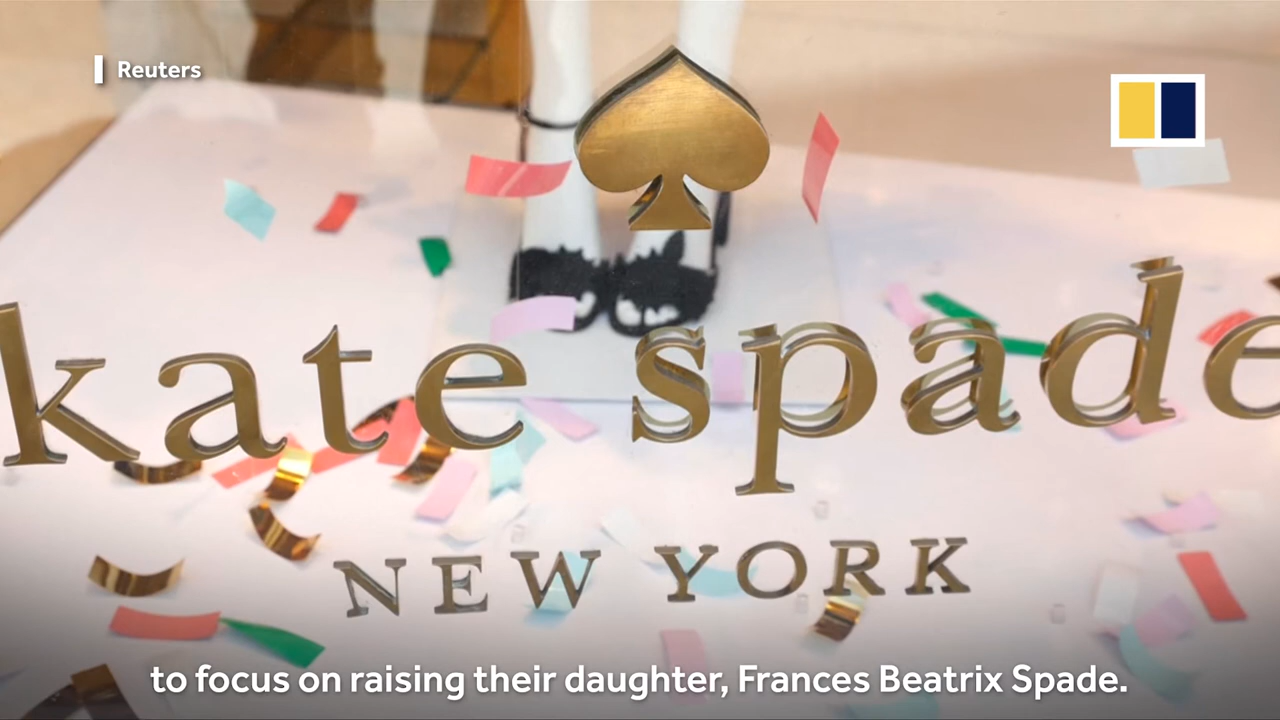 Reuters
kate spade
NEW YORK
to focus on raising their daughter, Frances Beatrix Spade.